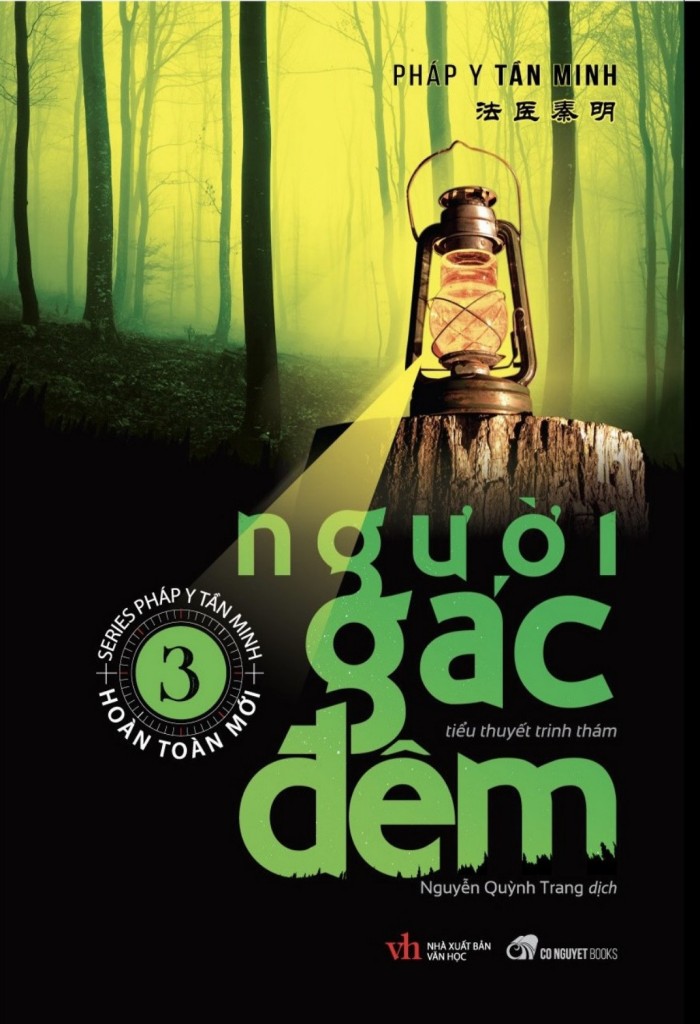 PHÁP Y TẦN MINH
法医秦明
người
gác
đêm
SERIES PHÁP Y TẦN MINH
3
HOÀN TOÀN MỚI
tiểu thuyết trinh thám
Nguyễn Quỳnh Trang dịch
vh NHÀ XUẤT BẢN
VĂN HỌC
CO NGUYET BOOKS